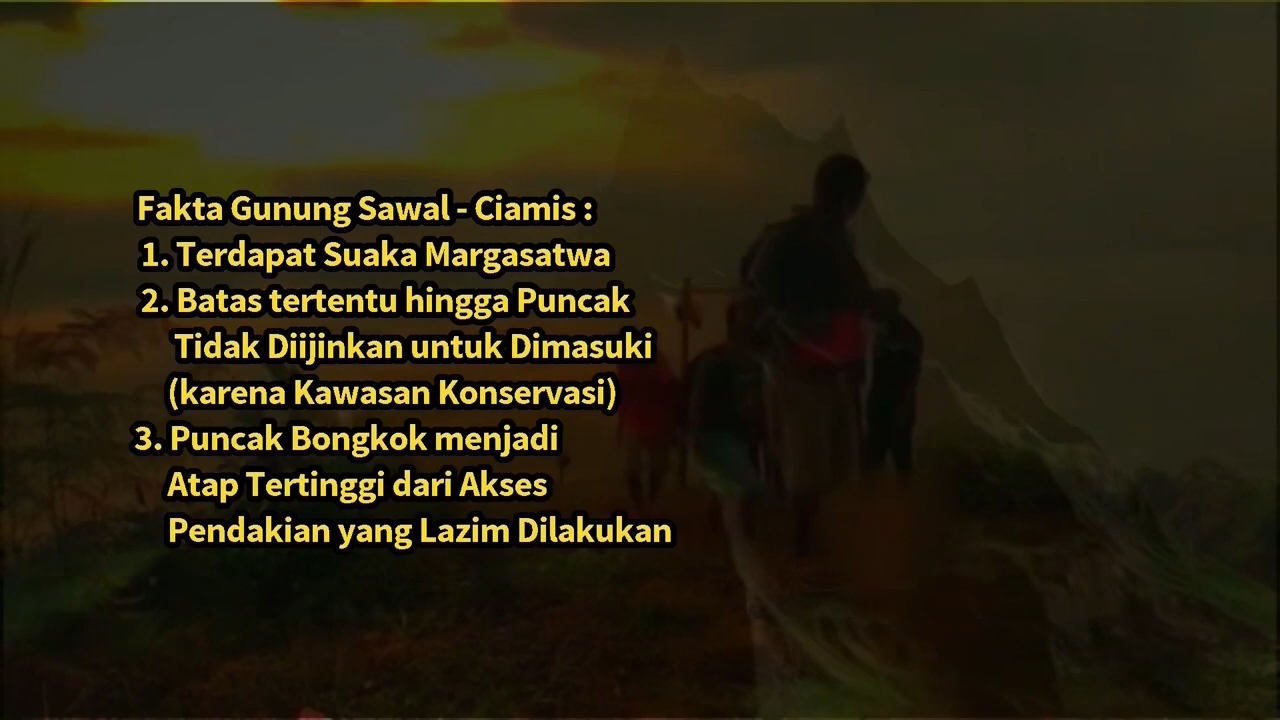 Fakta Gunung Sawal - Ciamis :
1. Terdapat Suaka Margasatwa
2. Batas tertentu hingga Puncak
Tidak Diijinkan untuk Dimasuki
(karena Kawasan Konservasi)
3. Puncak Bongkok menjadi
Atap Tertinggi dari Akses
Pendakian yang Lazim Dilakukan